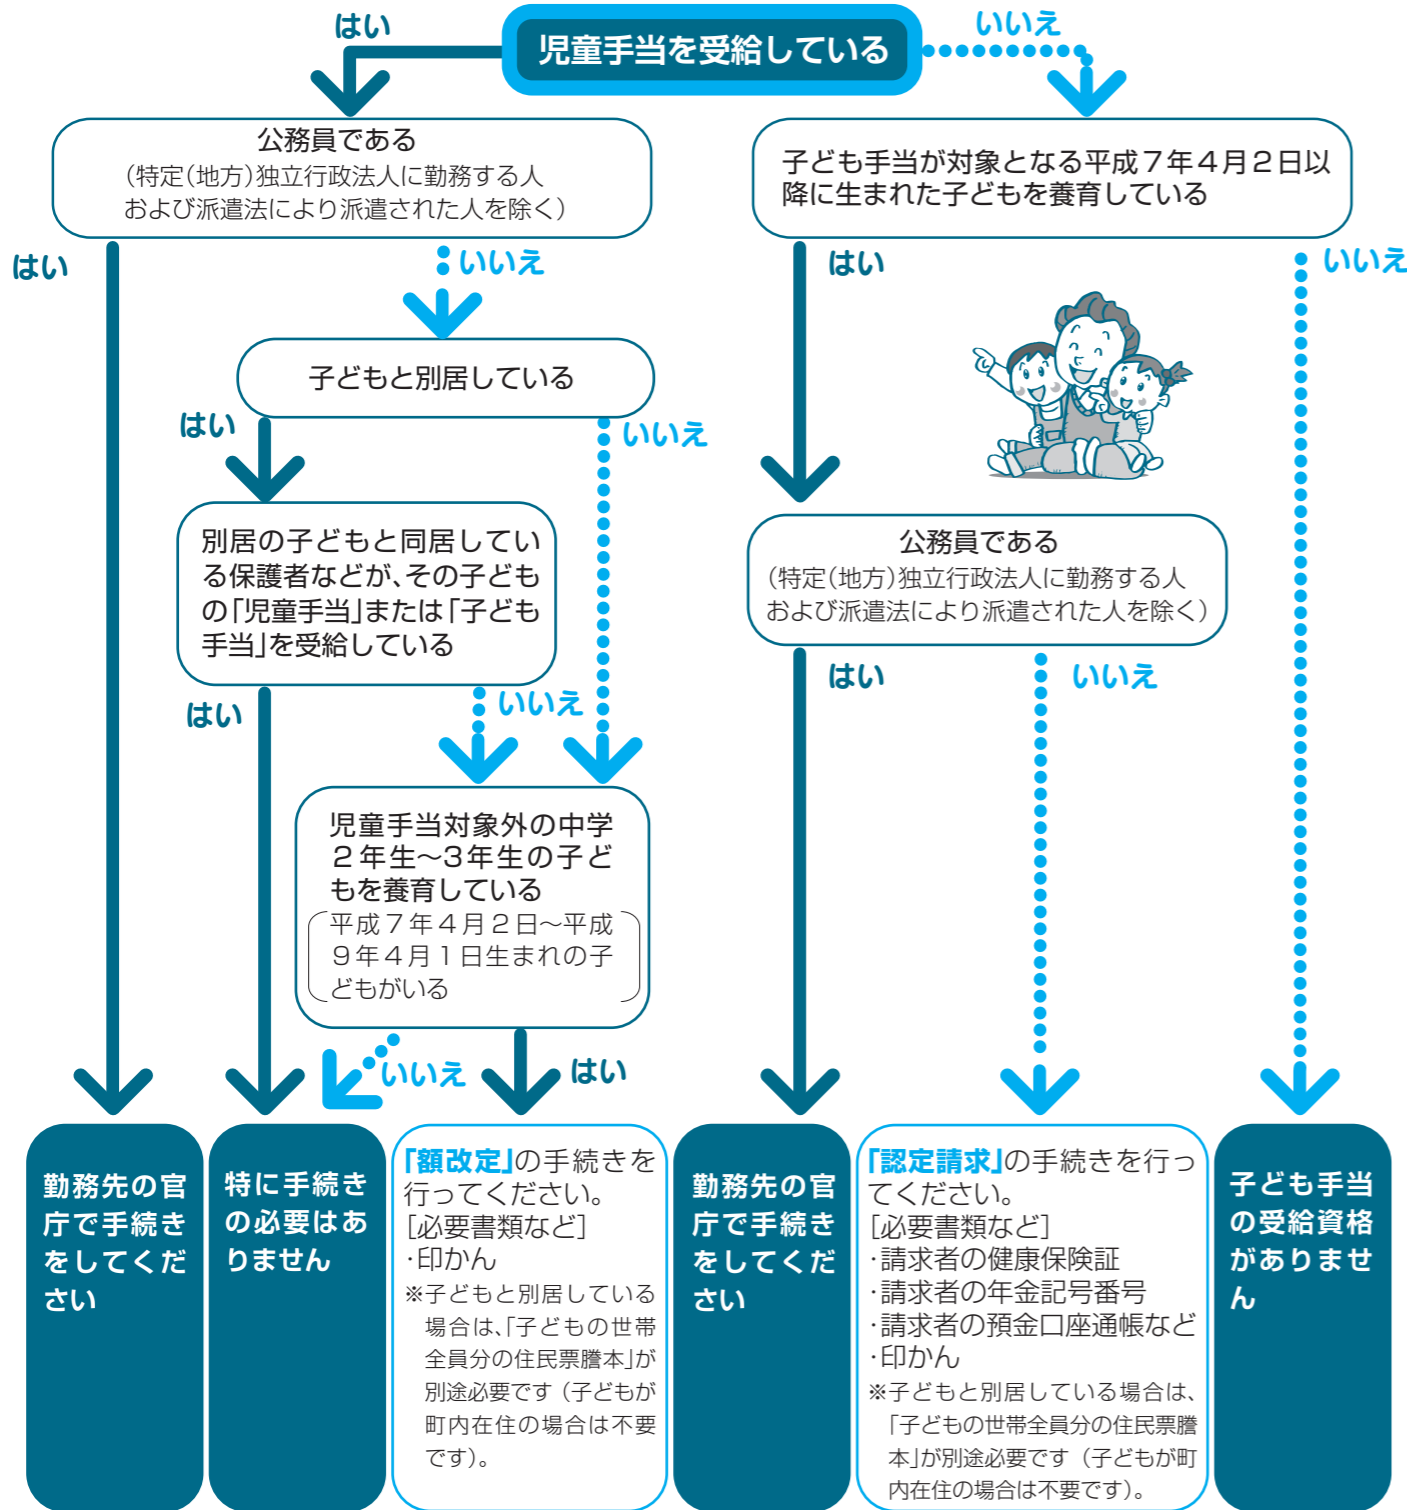 児童手当を受給している
はい
いいえ
公務員である
（特定（地方）独立行政法人に勤務する人
および派遣法により派遣された人を除く）
子ども手当が対象となる平成７年４月２日以
降に生まれた子どもを養育している
はい
いいえ
はい
いいえ
子どもと別居している
はい
いいえ
別居の子どもと同居してい
る保護者などが、その子ども
の「児童手当」または「子ども
手当」を受給している
公務員である
（特定（地方）独立行政法人に勤務する人
および派遣法により派遣された人を除く）
はい
いいえ
はい
いいえ
児童手当対象外の中学
２年生～3年生の子ど
もを養育している
平成７年４月２日～平成
９年４月１日生まれの子
どもがいる
いいえ
はい
勤務先の官
庁で手続き
をしてくだ
さい
特に手続き
の必要はあ
りません
「額改定」の手続きを
行ってください。
［必要書類など］
・印かん
※子どもと別居している
場合は、「子どもの世帯
全員分の住民票謄本」が
別途必要です（子どもが
町内在住の場合は不要
です）。
勤務先の官
庁で手続き
をしてくだ
さい
「認定請求」の手続きを行っ
てください。
［必要書類など］
・請求者の健康保険証
・請求者の年金記号番号
・請求者の預金口座通帳など
・印かん
※子どもと別居している場合は、
「子どもの世帯全員分の住民票謄
本」が別途必要です（子どもが町
内在住の場合は不要です）。
子ども手当
の受給資格
がありませ
ん